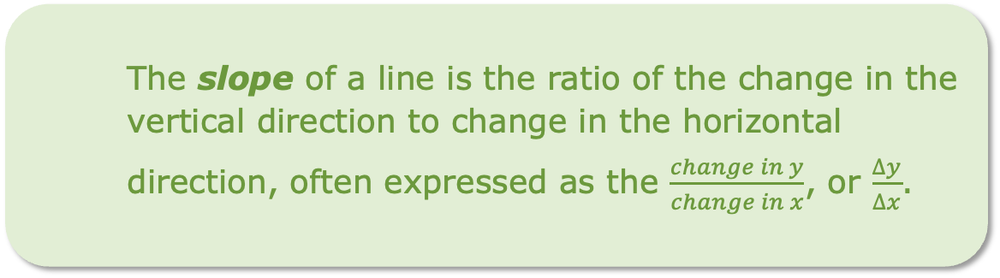 The slope of a line is the ratio of the change in the
vertical direction to change in the horizontal
direction, often expressed as the $\frac{change\ in\ y}{change\ in\ x}$, or $\frac{\Delta y}{\Delta x}$.